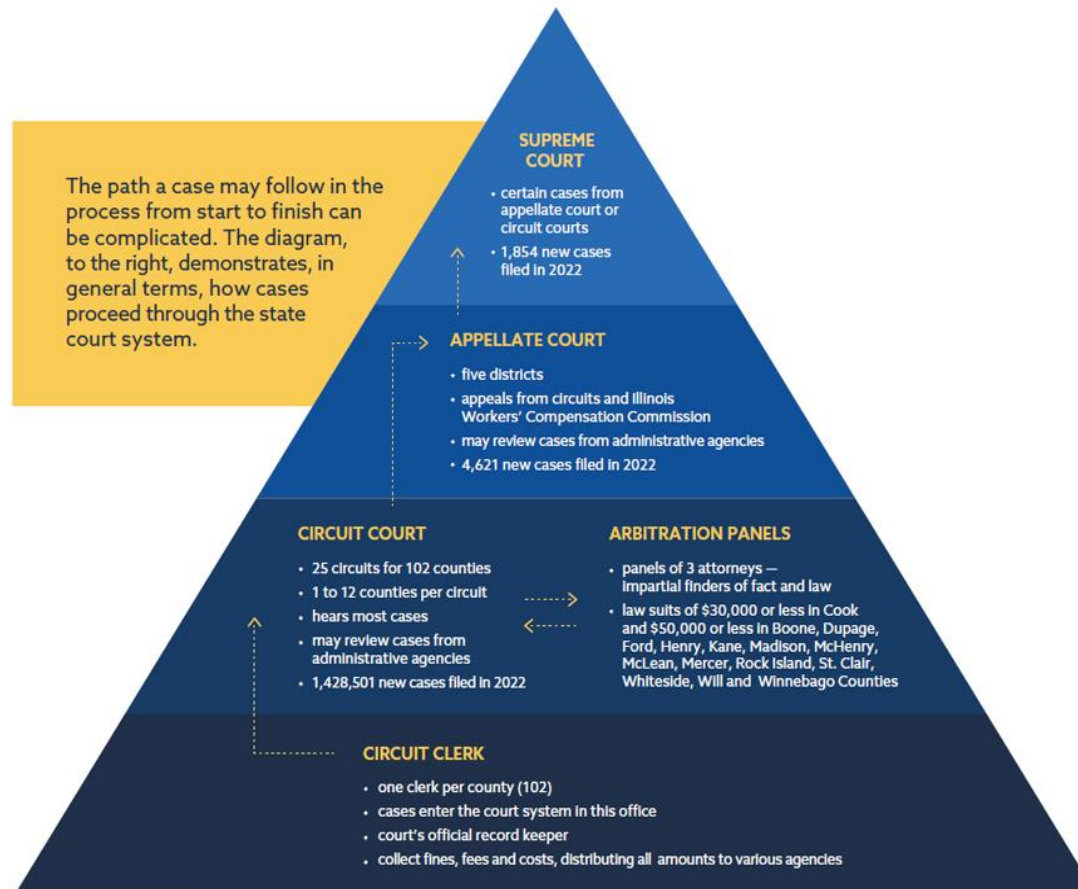 The path a case may follow in the
process from start to finish can
be complicated. The diagram,
to the right, demonstrates, in
general terms, how cases
proceed through the state
court system.
SUPREME
COURT
• certain cases from
appellate court or
circuit courts
• 1,854 new cases
filed in 2022
APPELLATE COURT
• five districts
• appeals from circuits and Illinois
Workers' Compensation Commission
• may review cases from administrative agencies
• 4,621 new cases filed in 2022
CIRCUIT COURT
• 25 circuits for 102 counties
• 1 to 12 counties per circuit
• hears most cases
• may review cases from
administrative agencies
• 1,428,501 new cases filed in 2022
ARBITRATION PANELS
• panels of 3 attorneys —
impartial finders of fact and law
• law suits of $30,000 or less in Cook
and $50,000 or less in Boone, Dupage,
Ford, Henry, Kane, Madison, McHenry,
McLean, Mercer, Rock Island, St. Clair,
Whiteside, Will and Winnebago Counties
CIRCUIT CLERK
• one clerk per county (102)
• cases enter the court system in this office
• court's official record keeper
• collect fines, fees and costs, distributing all amounts to various agencies